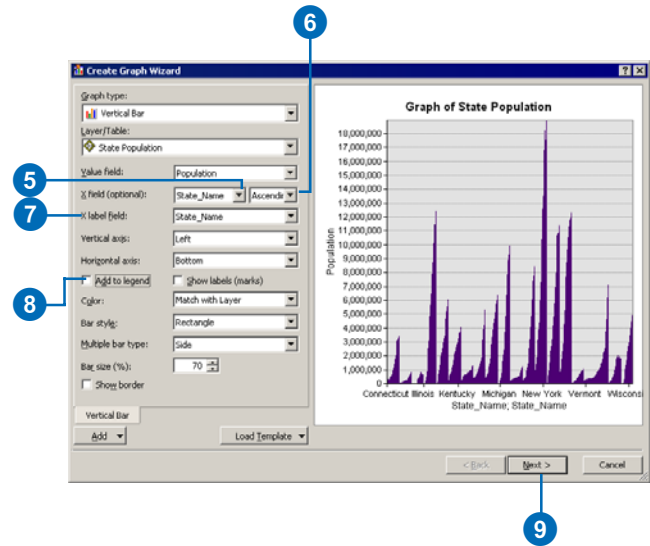 6
Create Graph Wizard
Graph type:
Vertical Bar
Layer/Table:
State Population
Value field:
Population
5
X field (optional):
State_Name
Ascendin
7
X label field:
State_Name
Vertical axis:
Left
Horizontal axis:
Bottom
8
Add to legend
Show labels (marks)
Color:
Match with Layer
Bar style:
Rectangle
Multiple bar type:
Side
Bar size (%):
70
Show border
Vertical Bar
Add
Load Template
Graph of State Population
18,000,000
17,000,000
16,000,000
15,000,000
14,000,000
13,000,000
12,000,000
11,000,000
10,000,000
9,000,000
8,000,000
7,000,000
6,000,000
5,000,000
4,000,000
3,000,000
2,000,000
1,000,000
0
Population
Connecticut Illinois Kentucky Michigan New York Vermont Wisconsi
State_Name; State_Name
< Back
Next >
Cancel
9